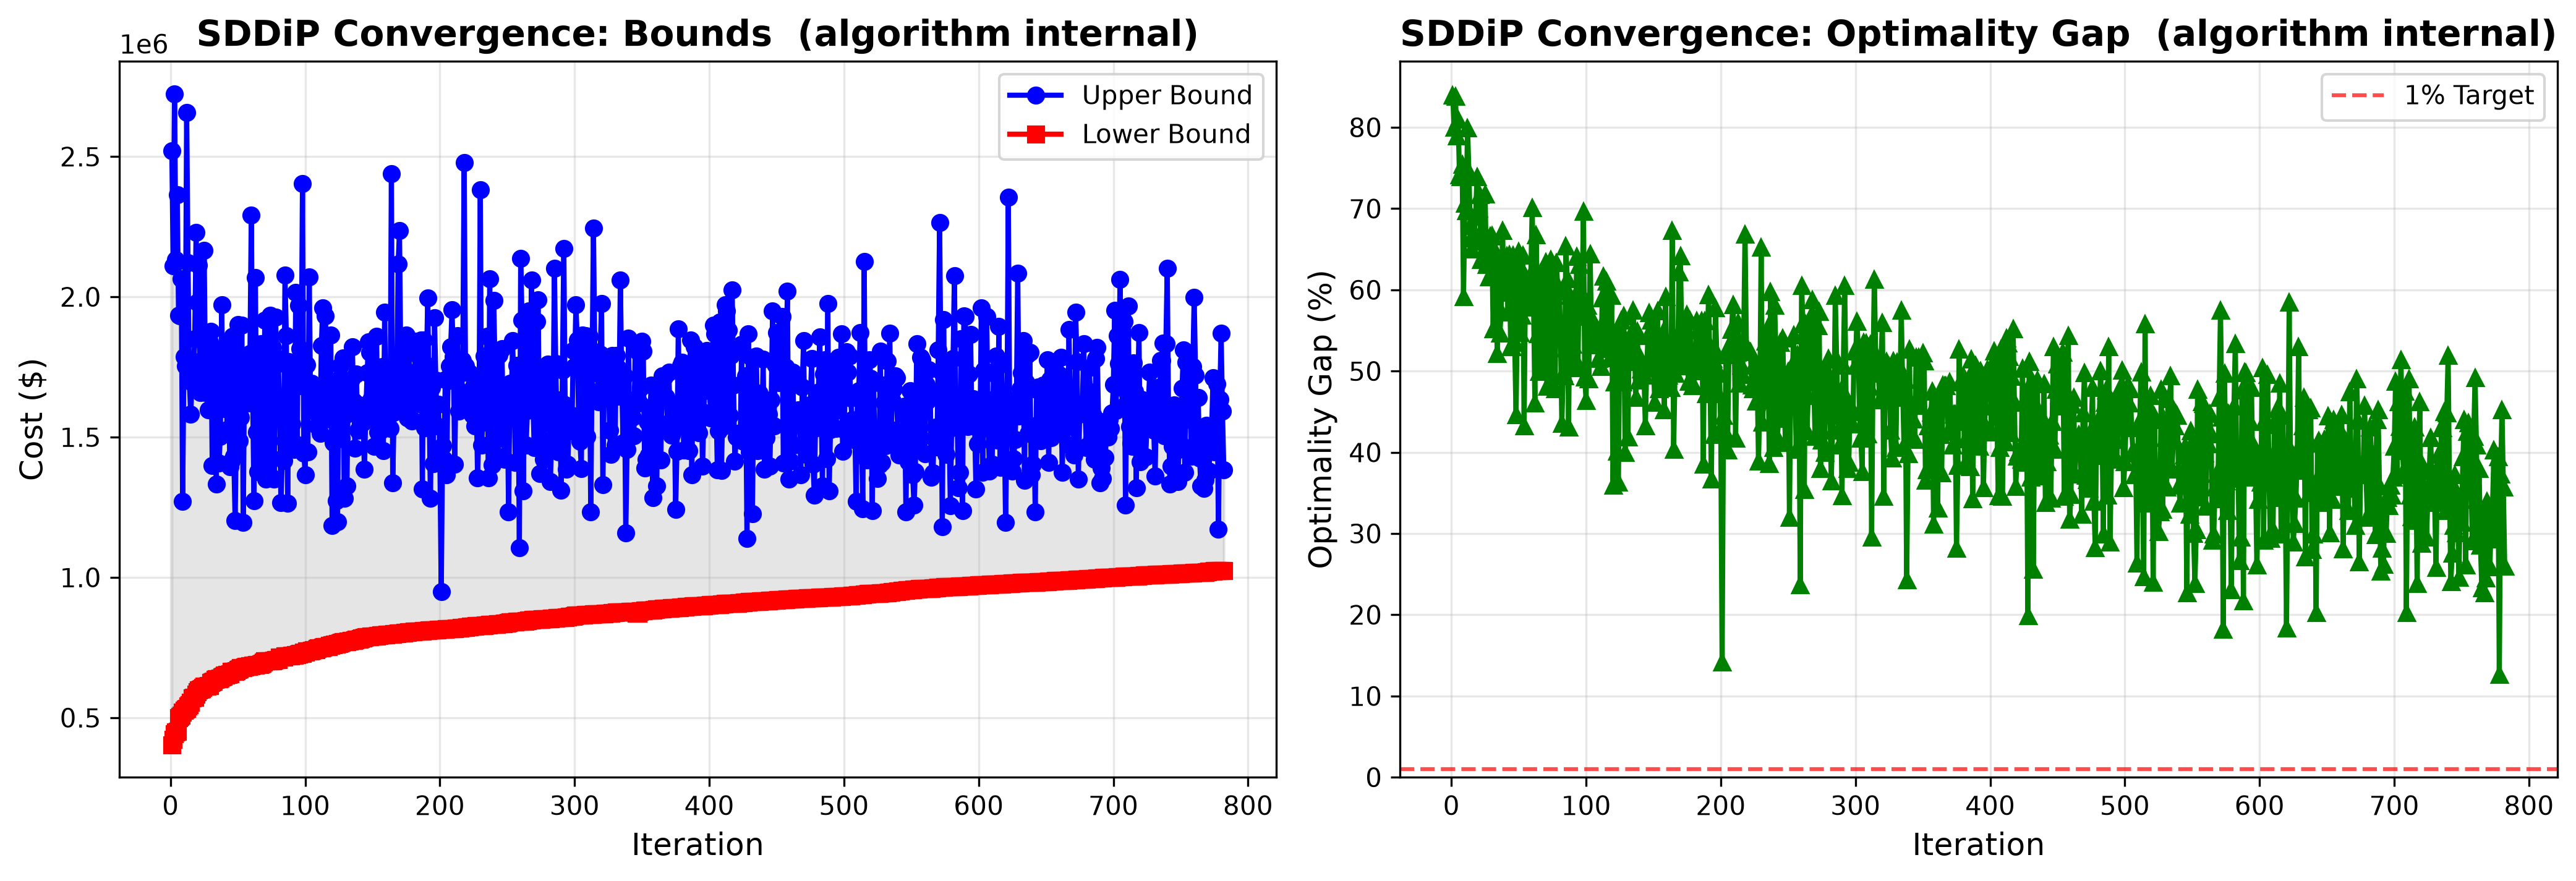 SDDiP Convergence: Bounds  (algorithm internal)
1e6
Upper Bound
Lower Bound
2.5
2.0
1.5
1.0
0.5
Cost ($)
0 100 200 300 400 500 600 700 800
Iteration
SDDiP Convergence: Optimality Gap  (algorithm internal)
1% Target
80
70
60
50
40
30
20
10
0
Optimality Gap (%)
0 100 200 300 400 500 600 700 800
Iteration